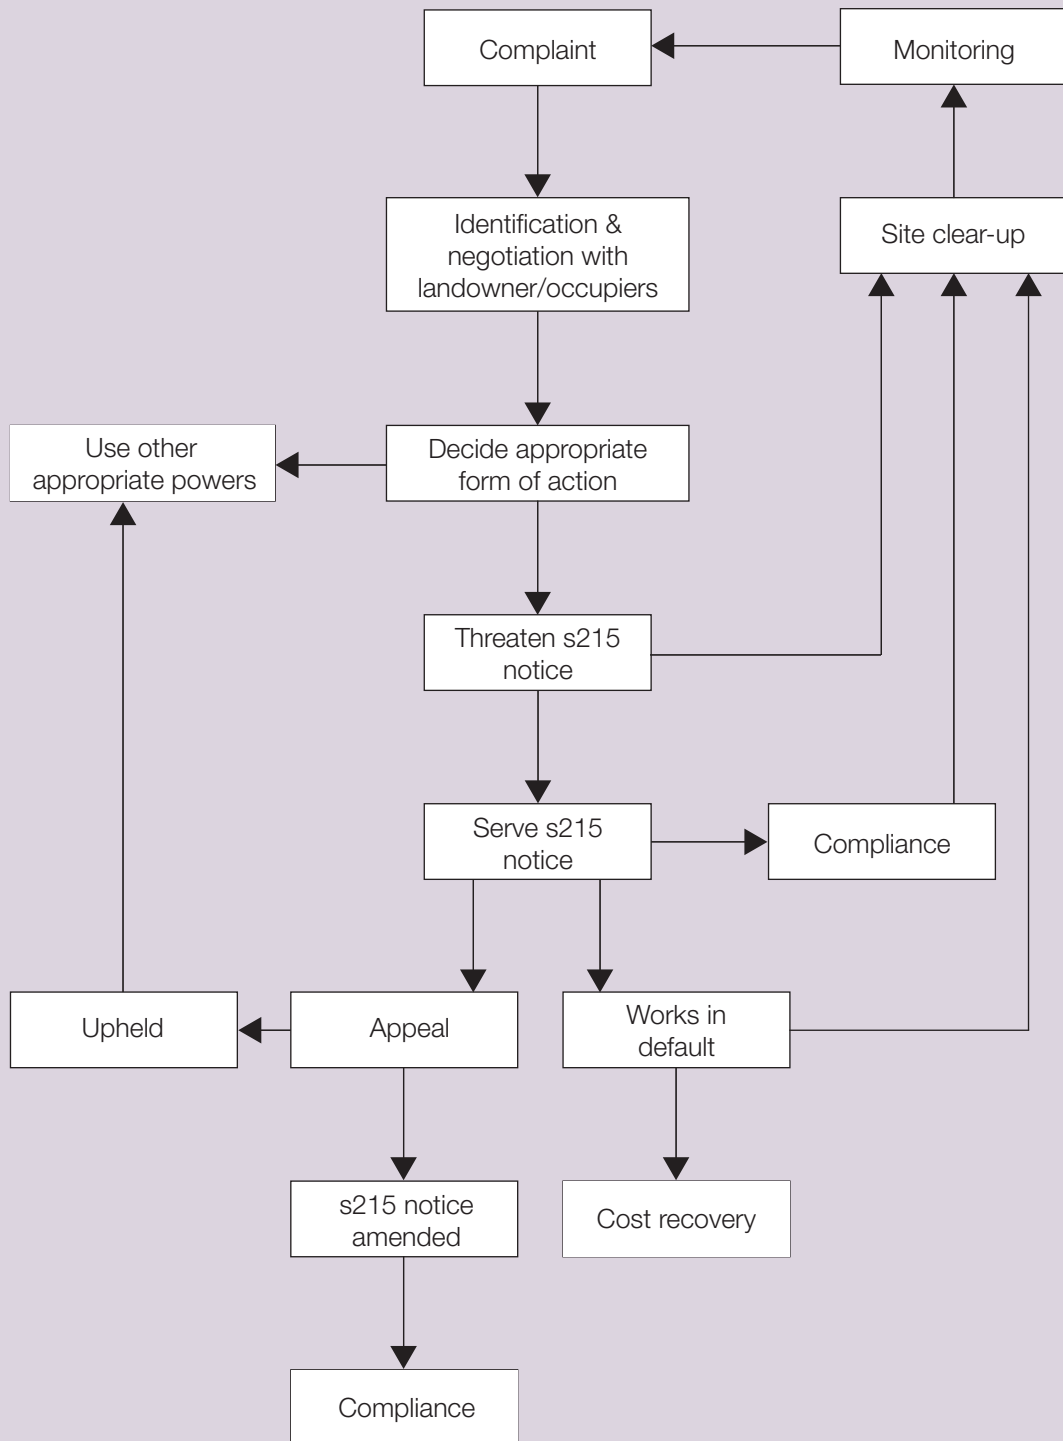 Complaint
Monitoring
Identification &
negotiation with
landowner/occupiers
Site clear-up
Use other
appropriate powers
Decide appropriate
form of action
Threaten s215
notice
Serve s215
notice
Compliance
Upheld
Appeal
Works in
default
s215 notice
amended
Cost recovery
Compliance